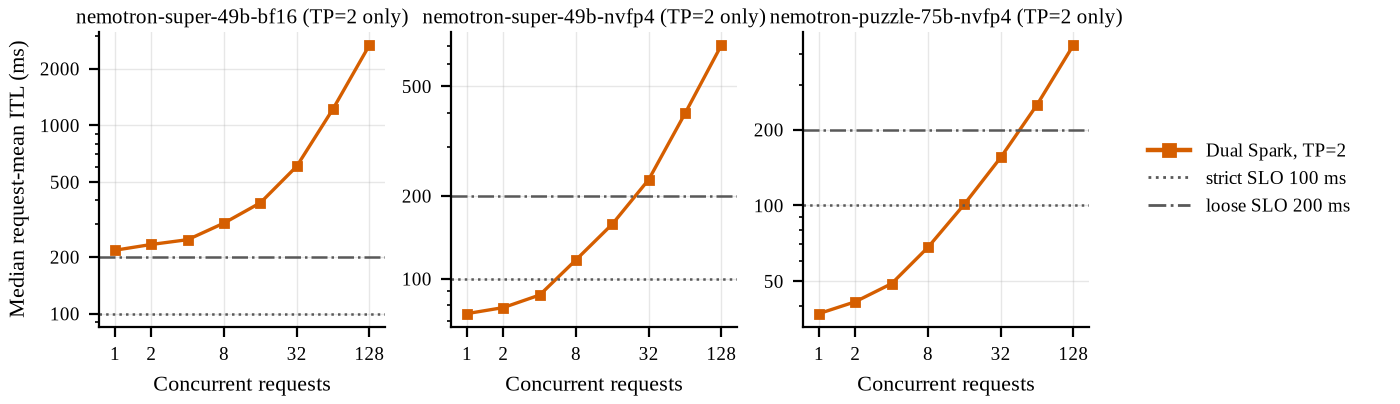 nemotron-super-49b-bf16 (TP=2 only)
nemotron-super-49b-nvfp4 (TP=2 only)
nemotron-puzzle-75b-nvfp4 (TP=2 only)
Median request-mean ITL (ms)
2000
1000
500
200
100
1 2 8 32 128
Concurrent requests
500
200
100
1 2 8 32 128
Concurrent requests
200
100
50
1 2 8 32 128
Concurrent requests
Dual Spark, TP=2
strict SLO 100 ms
loose SLO 200 ms